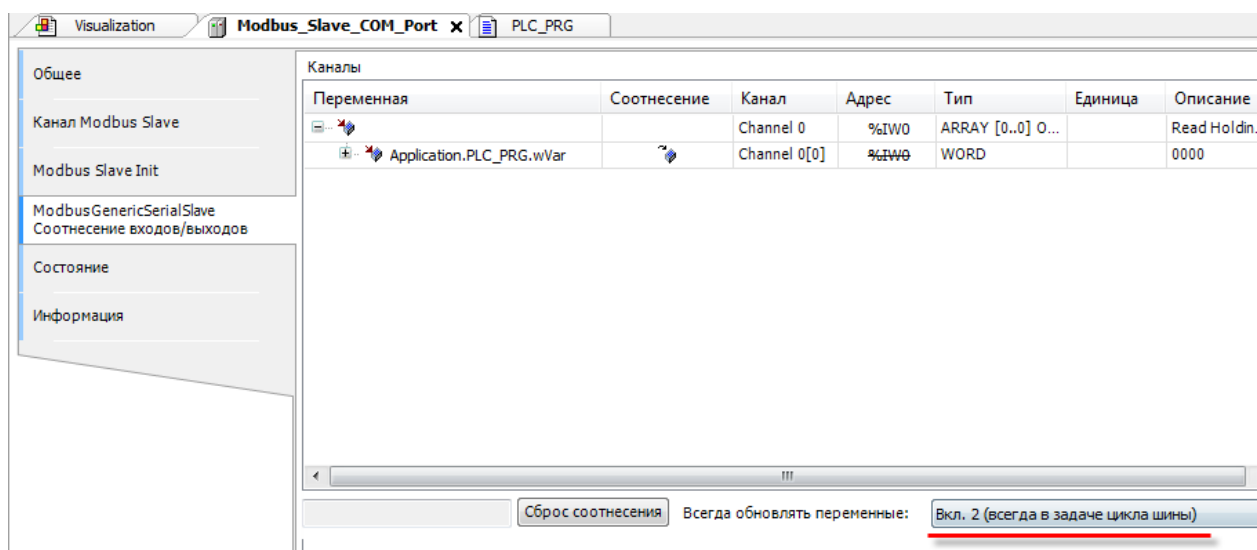 Visualization Modbus_Slave_COM_Port PLC_PRG
Общее
Канал Modbus Slave
Modbus Slave Init
ModbusGenericSerialSlave
Соотнесение входов/выходов
Состояние
Информация
Каналы
Переменная Соотнесение Канал Адрес Тип Единица Описание
Channel 0 %IW0 ARRAY [0..0] O... Read Holdin.
Application.PLC_PRG.wVar Channel 0[0] %IW0 WORD 0000
Сброс соотнесения Всегда обновлять переменные: Вкл. 2 (всегда в задаче цикла шины)